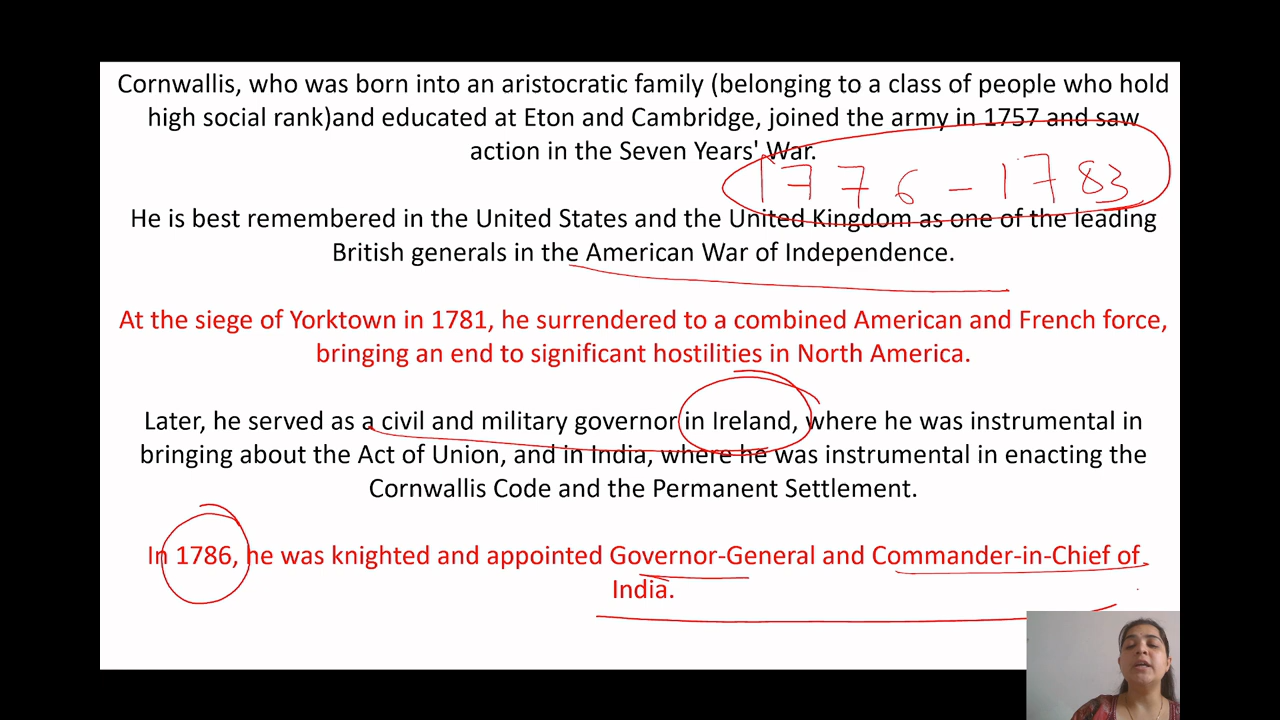 Cornwallis, who was born into an aristocratic family (belonging to a class of people who hold
high social rank)and educated at Eton and Cambridge, joined the army in 1757 and saw
action in the Seven Years' War.
1776 - 1783
He is best remembered in the United States and the United Kingdom as one of the leading
British generals in the American War of Independence.
At the siege of Yorktown in 1781, he surrendered to a combined American and French force,
bringing an end to significant hostilities in North America.
Later, he served as a civil and military governor in Ireland, where he was instrumental in
bringing about the Act of Union, and in India, where he was instrumental in enacting the
Cornwallis Code and the Permanent Settlement.
In 1786, he was knighted and appointed Governor-General and Commander-in-Chief of
India.